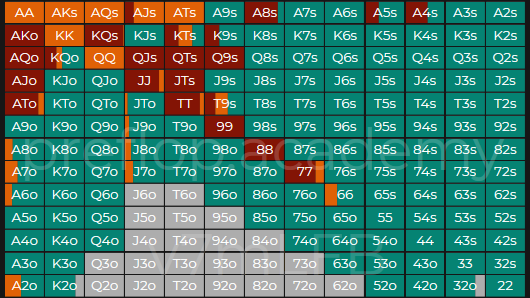 AA AKs AQs AJs ATs A9s A8s A7s A6s A5s A4s A3s A2s
AKo KK KQs KJs KTs K9s K8s K7s K6s K5s K4s K3s K2s
AQo KQo QQ QJs QTs Q9s Q8s Q7s Q6s Q5s Q4s Q3s Q2s
AJo KJo QJo JJ JTs J9s J8s J7s J6s J5s J4s J3s J2s
ATo KTo QTo JTo TT T9s T8s T7s T6s T5s T4s T3s T2s
A9o K9o Q9o J9o T9o 99 98s 97s 96s 95s 94s 93s 92s
A8o K8o Q8o J8o T8o 98o 88 87s 86s 85s 84s 83s 82s
A7o K7o Q7o J7o T7o 97o 87o 77 76s 75s 74s 73s 72s
A6o K6o Q6o J6o T6o 96o 86o 76o 66 65s 64s 63s 62s
A5o K5o Q5o J5o T5o 95o 85o 75o 65o 55 54s 53s 52s
A4o K4o Q4o J4o T4o 94o 84o 74o 64o 54o 44 43s 42s
A3o K3o Q3o J3o T3o 93o 83o 73o 63o 53o 43o 33 32s
A2o K2o Q2o J2o T2o 92o 82o 72o 62o 52o 42o 32o 22
preflop.academy